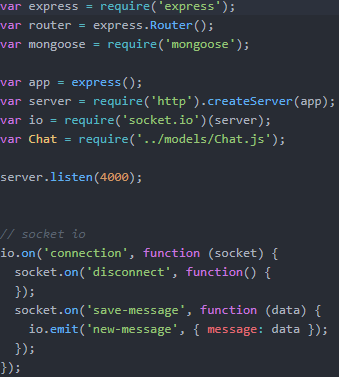 var express = require('express');
var router = express.Router();
var mongoose = require('mongoose');

var app = express();
var server = require('http').createServer(app);
var io = require('socket.io')(server);
var Chat = require('../models/Chat.js');

server.listen(4000);

// socket io
io.on('connection', function (socket) {
  socket.on('disconnect', function() {
  });
  socket.on('save-message', function (data) {
    io.emit('new-message', { message: data });
  });
});